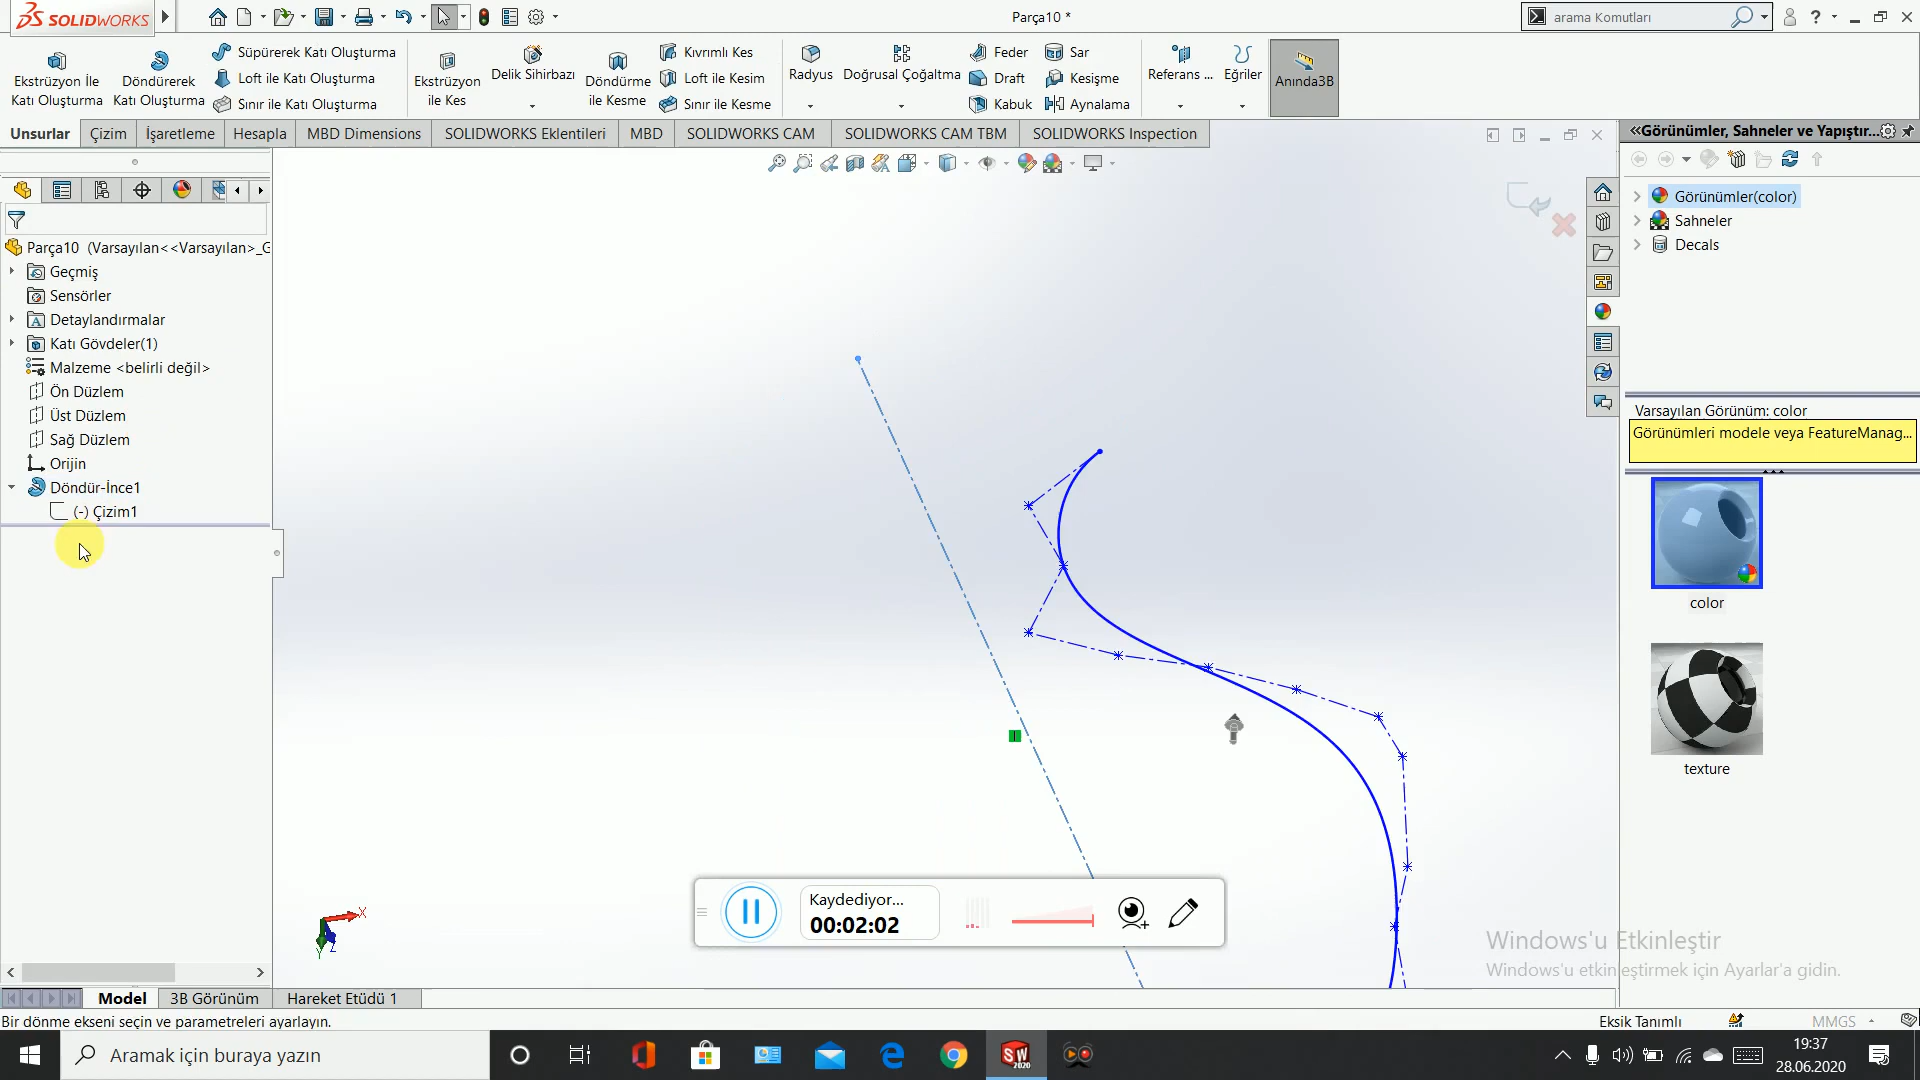 SOLIDWORKS
Parça10 *
arama Komutları
Ekstrüzyon İle
Katı Oluşturma
Döndürerek
Katı Oluşturma
Süpürerek Katı Oluşturma
Loft ile Katı Oluşturma
Sınır ile Katı Oluşturma
Ekstrüzyon
ile Kes
Delik Sihirbazı
Döndürme
ile Kesme
Kıvrımlı Kes
Loft ile Kesim
Sınır ile Kesme
Radyus
Doğrusal Çoğaltma
Feder
Draft
Kabuk
Sar
Kesişme
Aynalama
Referans ...
Eğriler
Anında3B
Unsurlar
Çizim
İşaretleme
Hesapla
MBD Dimensions
SOLIDWORKS Eklentileri
MBD
SOLIDWORKS CAM
SOLIDWORKS CAM TBM
SOLIDWORKS Inspection
Görünümler, Sahneler ve Yapıştır...
Parça10 (Varsayılan<<Varsayılan>_G
Geçmiş
Sensörler
Detaylandırmalar
Katı Gövdeler(1)
Malzeme <belirli değil>
Ön Düzlem
Üst Düzlem
Sağ Düzlem
Orijin
Döndür-İnce1
(-) Çizim1
Görünümler(color)
Sahneler
Decals
Varsayılan Görünüm: color
Görünümleri modele veya FeatureManag...
color
texture
X
Y
Z
Kaydediyor...
00:02:02
Windows'u Etkinleştir
Windows'u etkinleştirmek için Ayarlar'a gidin.
Model
3B Görünüm
Hareket Etüdü 1
Bir dönme ekseni seçin ve parametreleri ayarlayın.
Eksik Tanımlı
MMGS
Aramak için buraya yazın
SW
2020
19:37
28.06.2020